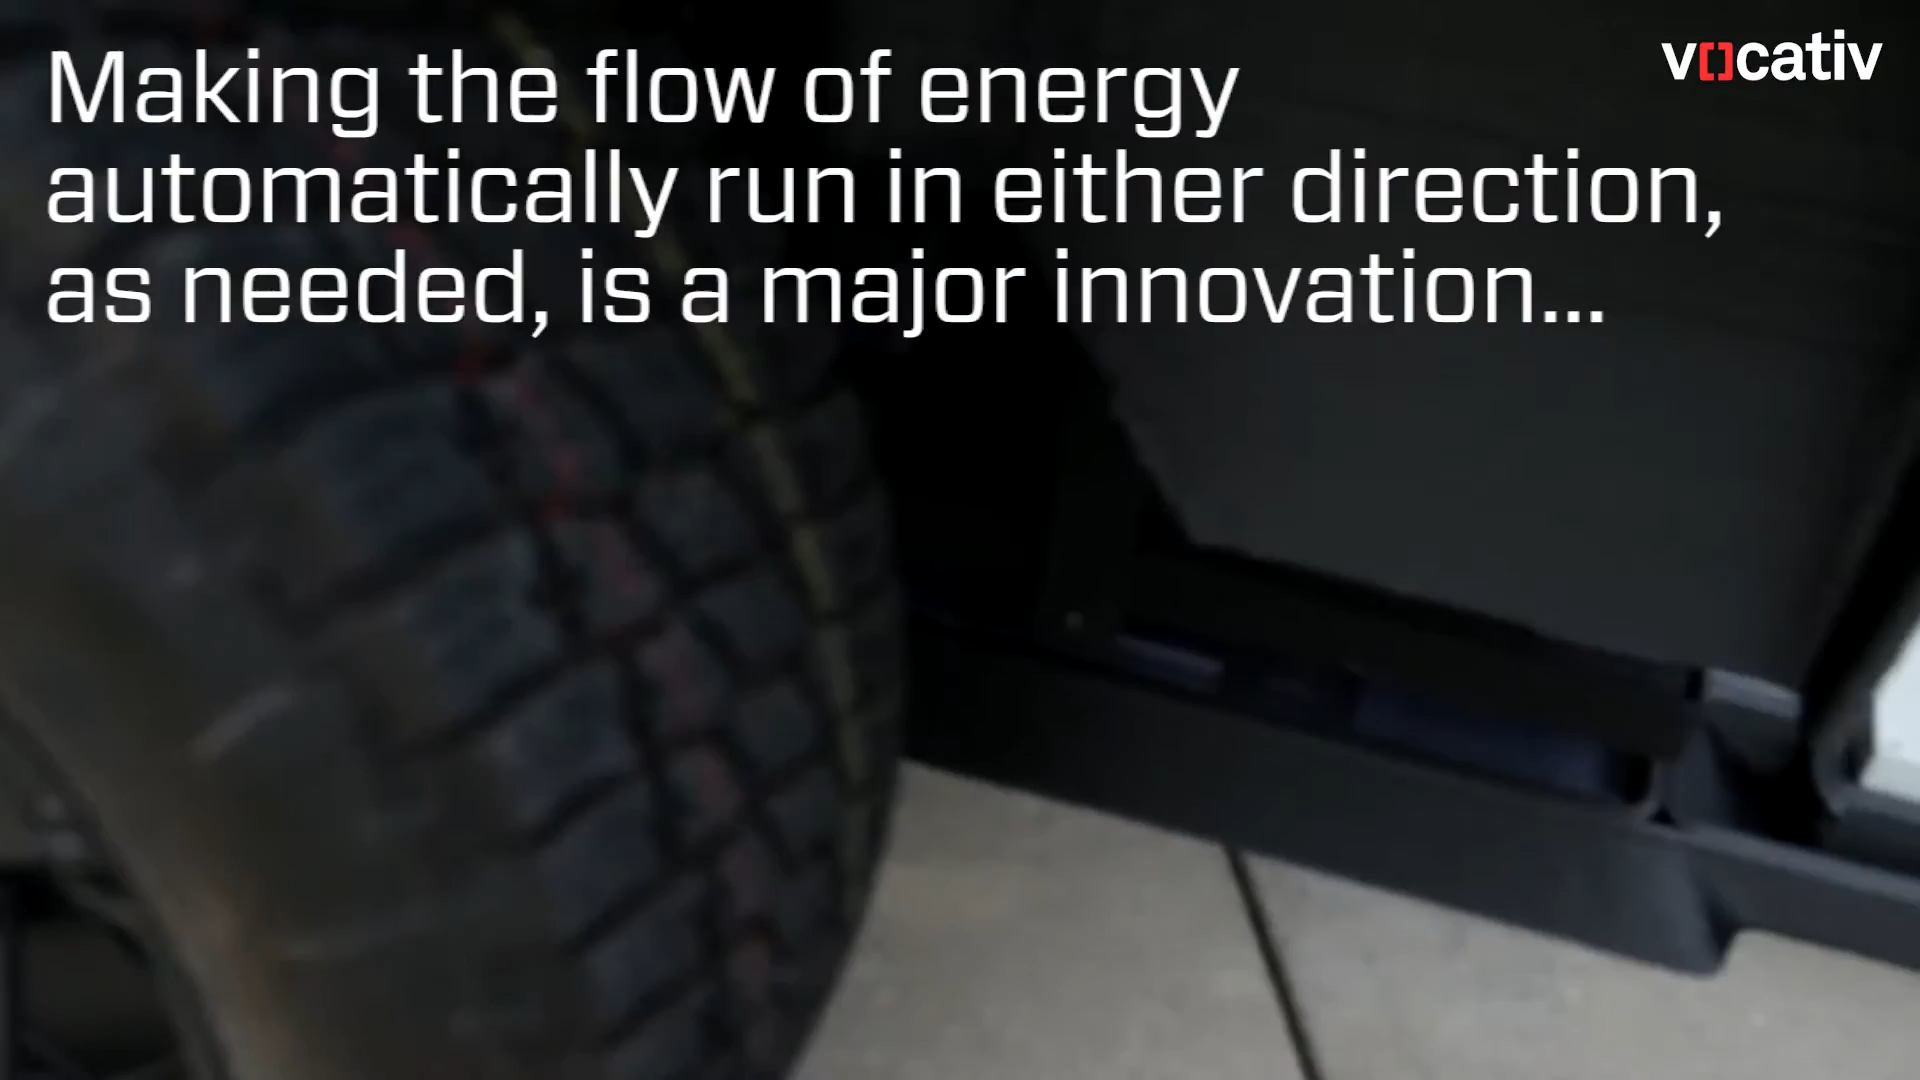 Making the flow of energy
vocativ
automatically run in either direction,
as needed, is a major innovation...